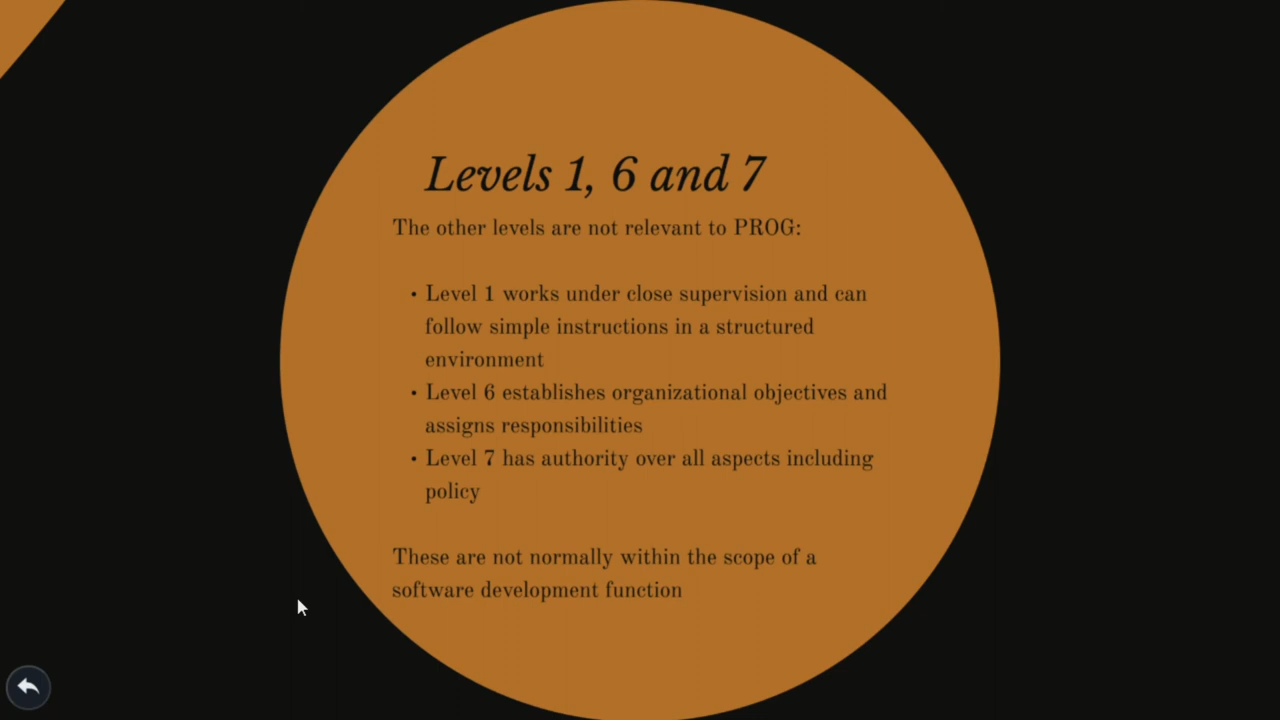 Levels 1, 6 and 7
The other levels are not relevant to PROG:
• Level 1 works under close supervision and can
follow simple instructions in a structured
environment
• Level 6 establishes organizational objectives and
assigns responsibilities
• Level 7 has authority over all aspects including
policy
These are not normally within the scope of a
software development function